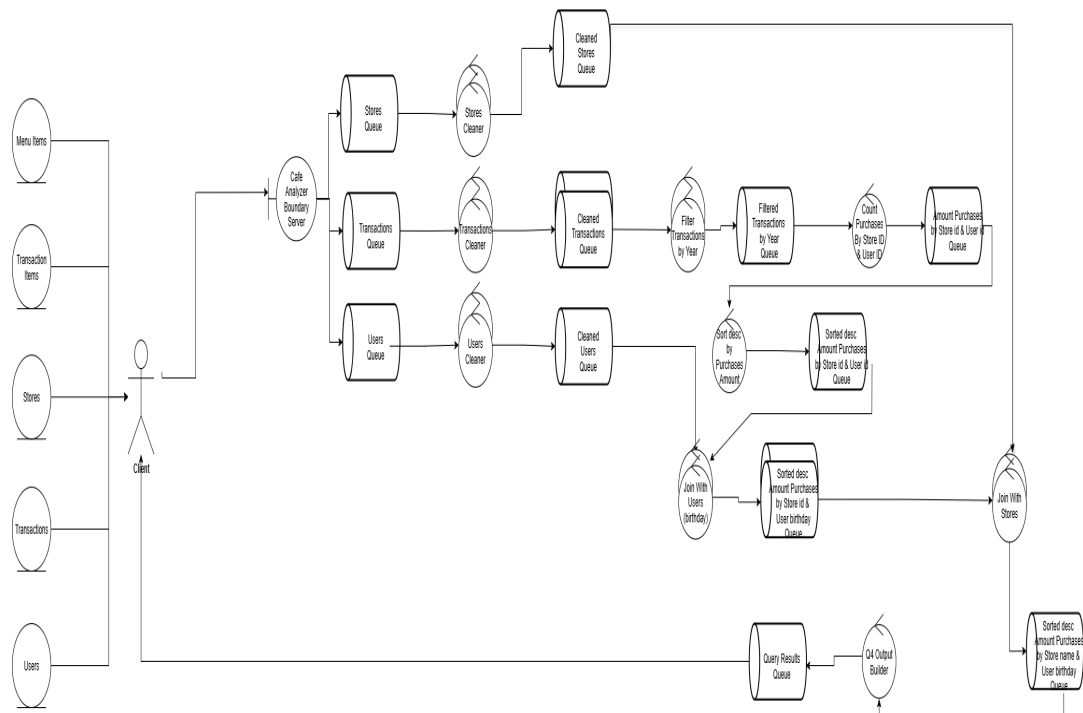 Cleaned
Stores
Queue
Stores
Queue
Stores
Cleaner
Menu Items
Cafe
Analyzer
Boundary
Server
Transactions
Queue
Transactions
Cleaner
Cleaned
Transactions
Queue
Filter
Transactions
by Year
Filtered
Transactions
by Year
Queue
Count
Purchases
By Store ID
& User ID
Amount Purchases
by Store id & User id
Queue
Transaction
Items
Users
Queue
Users
Cleaner
Cleaned
Users
Queue
Sort desc
by
Purchases
Amount
Sorted desc
Amount Purchases
by Store id & User id
Queue
Stores
Client
Join With
Users
(birthday)
Sorted desc
Amount Purchases
by Store id &
User birthday
Queue
Join With
Stores
Transactions
Users
Query Results
Queue
Q4 Output
Builder
Sorted desc
Amount Purchases
by Store name &
User birthday
Queue